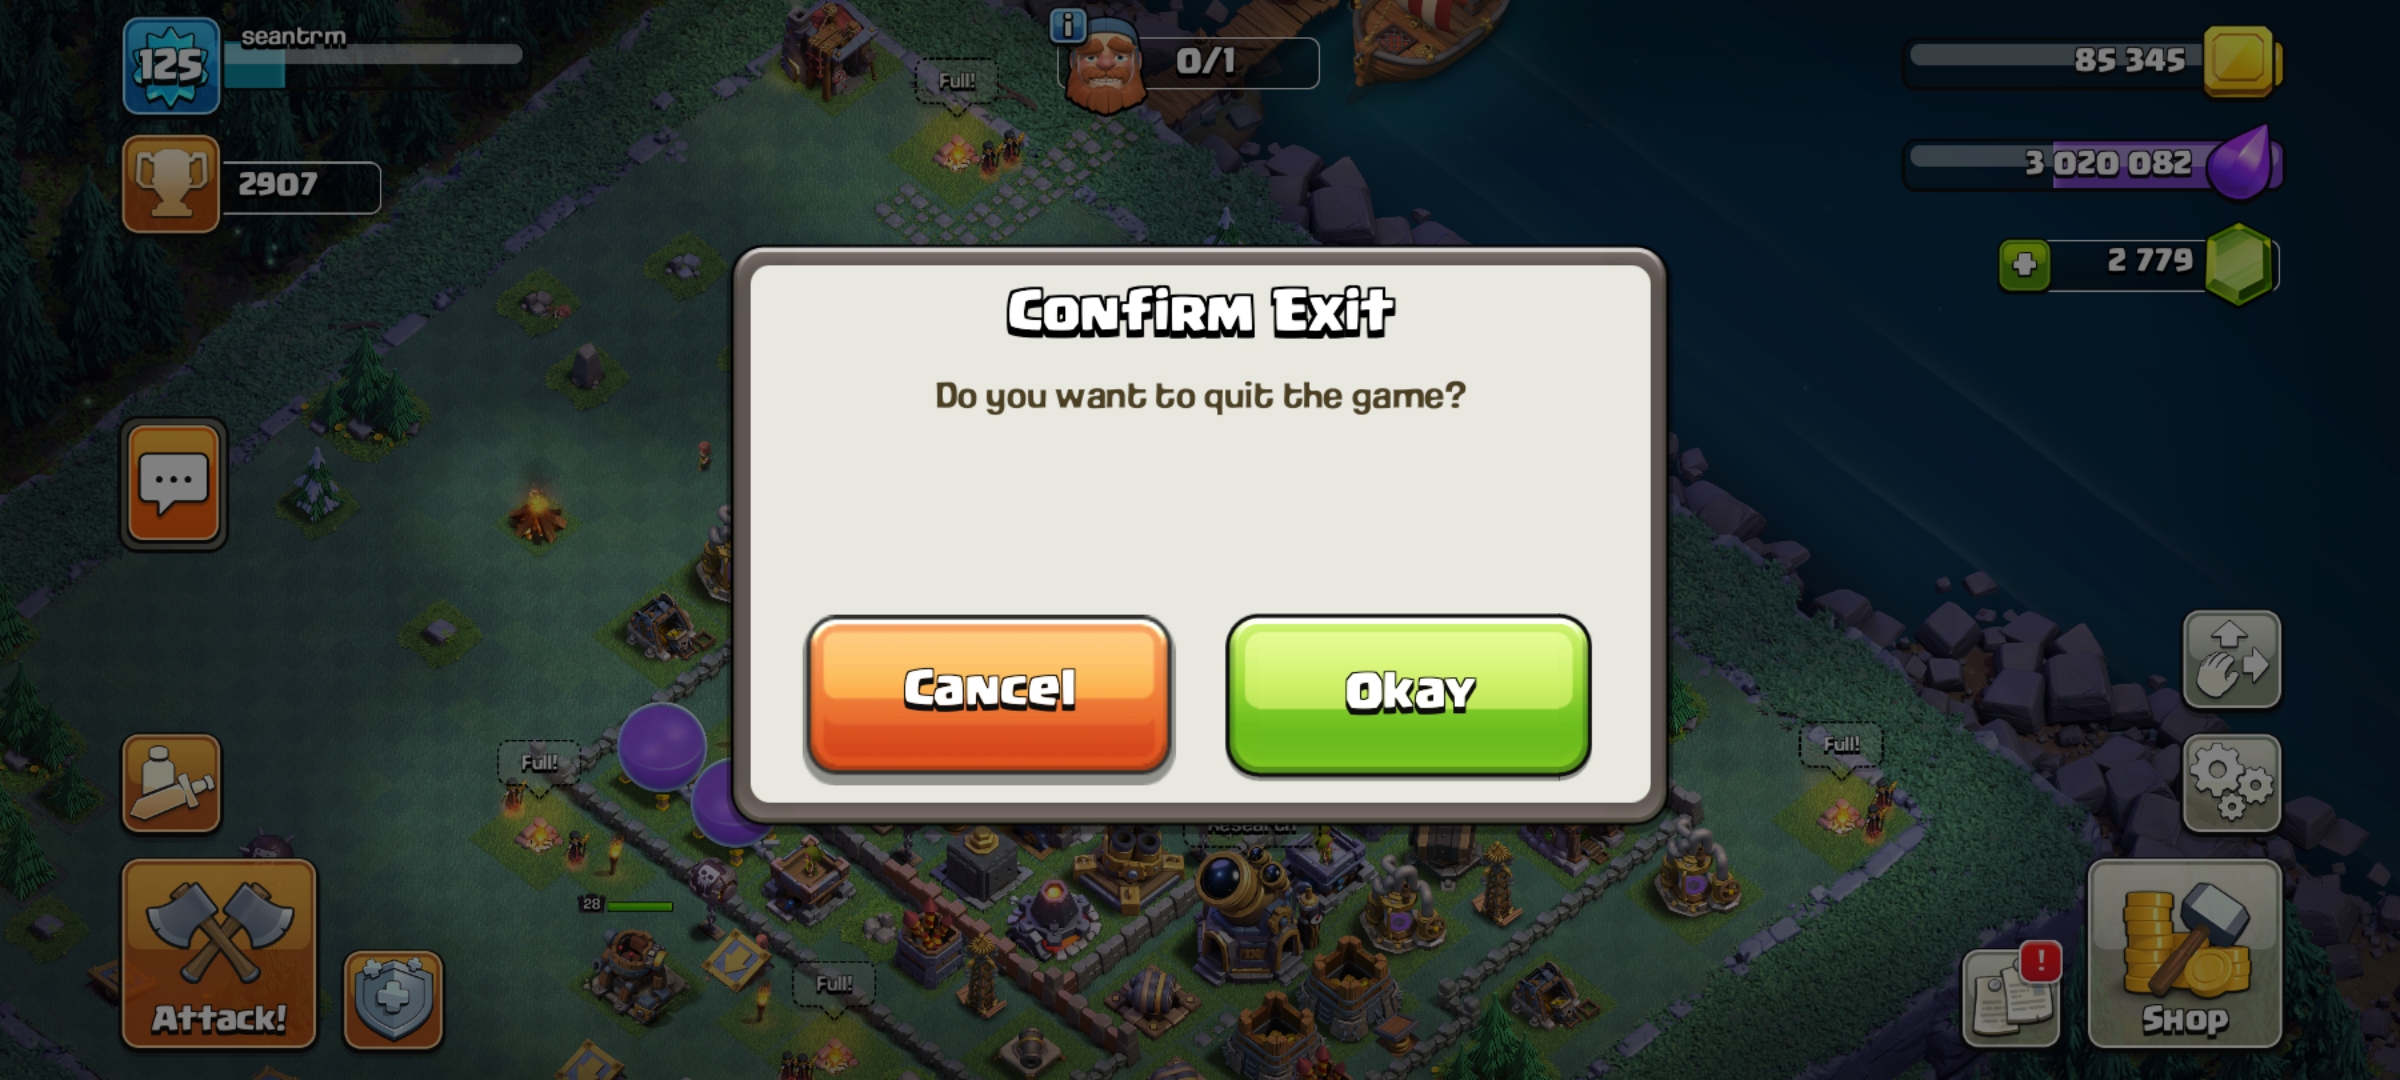 125
seantrm
i
0/1
85 345
2907
3 020 082
2 779
Full!
Confirm Exit
Do you want to quit the game?
Cancel
Okay
Full!
Full!
Research
28
Full!
Attack!
!
Shop